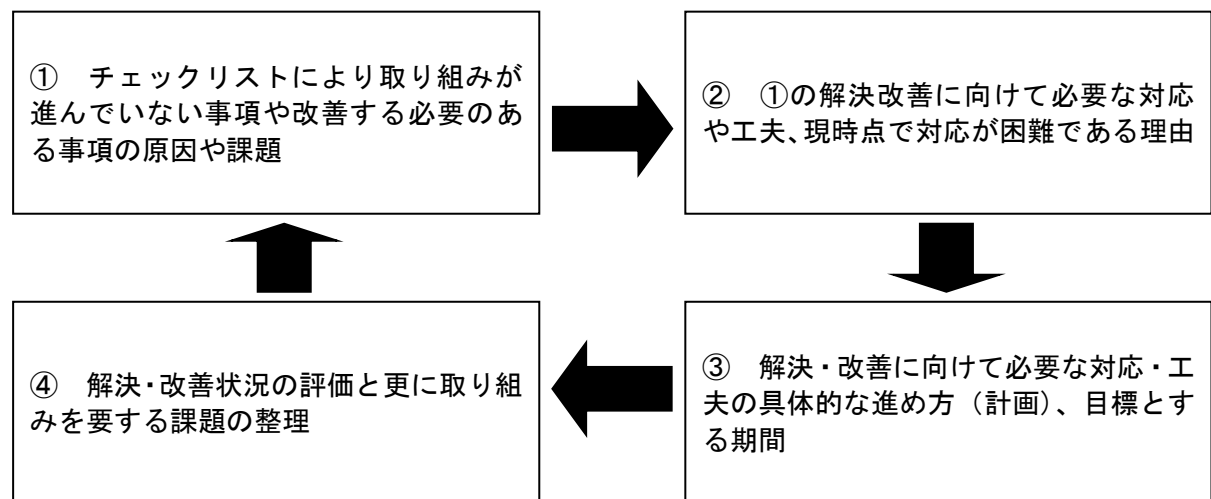 ① チェックリストにより取り組みが
進んでいない事項や改善する必要のあ
る事項の原因や課題
② ①の解決改善に向けて必要な対応
や工夫、現時点で対応が困難である理由
③ 解決・改善に向けて必要な対応・工
夫の具体的な進め方（計画）、目標とす
る期間
④ 解決・改善状況の評価と更に取り組
みを要する課題の整理